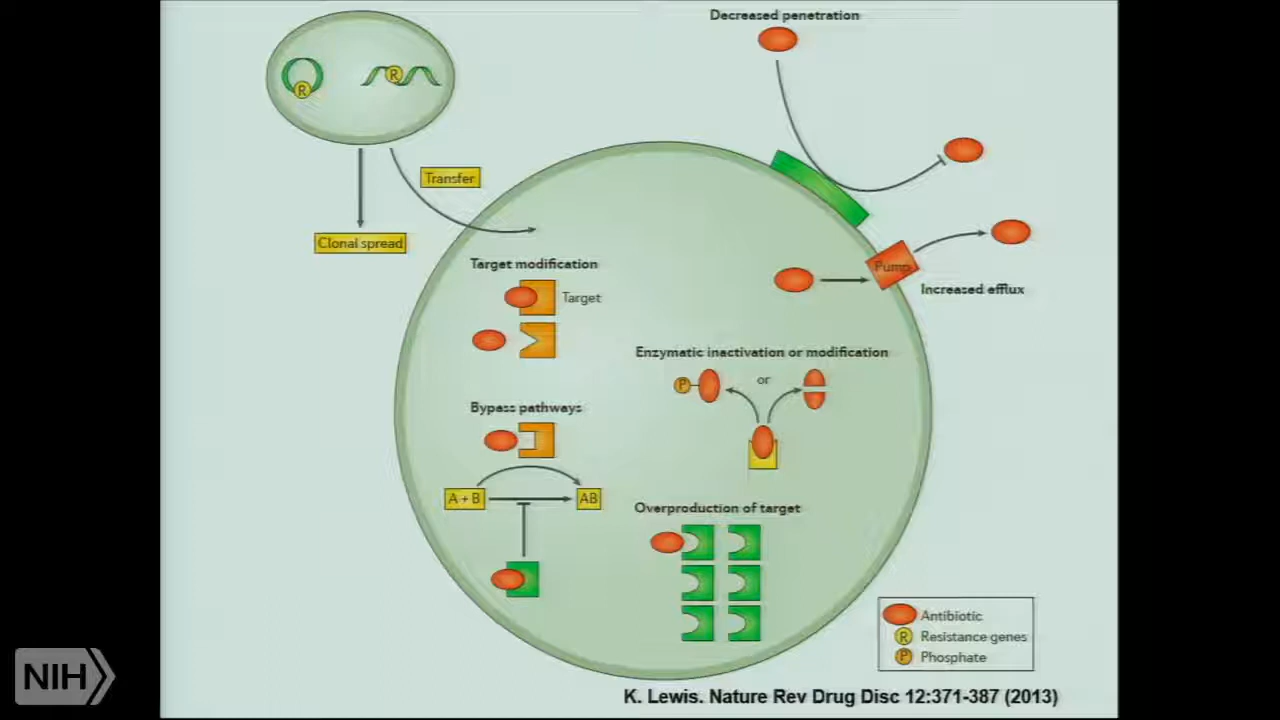 Decreased penetration
R
R
Transfer
Clonal spread
Target modification
Target
Pump
Increased efflux
Enzymatic inactivation or modification
P
or
Bypass pathways
A + B
AB
Overproduction of target
Antibiotic
R Resistance genes
P Phosphate
NIH
K. Lewis. Nature Rev Drug Disc 12:371-387 (2013)